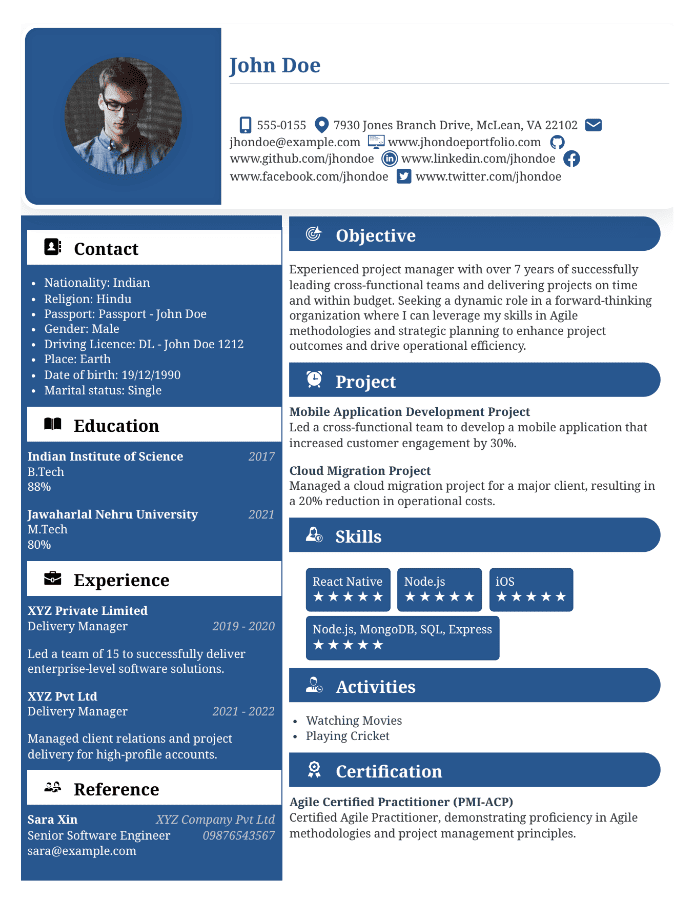 John Doe
555-0155 7930 Jones Branch Drive, McLean, VA 22102
jhondoe@example.com www.jhondoeportfolio.com
www.github.com/jhondoe www.linkedin.com/jhondoe
www.facebook.com/jhondoe www.twitter.com/jhondoe
Contact
Nationality: Indian
Religion: Hindu
Passport: Passport - John Doe
Gender: Male
Driving Licence: DL - John Doe 1212
Place: Earth
Date of birth: 19/12/1990
Marital status: Single
Education
Indian Institute of Science 2017
B.Tech
88%
Jawaharlal Nehru University 2021
M.Tech
80%
Experience
XYZ Private Limited
Delivery Manager 2019 - 2020
Led a team of 15 to successfully deliver
enterprise-level software solutions.
XYZ Pvt Ltd
Delivery Manager 2021 - 2022
Managed client relations and project
delivery for high-profile accounts.
Reference
Sara Xin XYZ Company Pvt Ltd
Senior Software Engineer 09876543567
sara@example.com
Objective
Experienced project manager with over 7 years of successfully
leading cross-functional teams and delivering projects on time
and within budget. Seeking a dynamic role in a forward-thinking
organization where I can leverage my skills in Agile
methodologies and strategic planning to enhance project
outcomes and drive operational efficiency.
Project
Mobile Application Development Project
Led a cross-functional team to develop a mobile application that
increased customer engagement by 30%.
Cloud Migration Project
Managed a cloud migration project for a major client, resulting in
a 20% reduction in operational costs.
Skills
React Native Node.js iOS
★★★★★ ★★★★★ ★★★★★
Node.js, MongoDB, SQL, Express
★★★★★
Activities
Watching Movies
Playing Cricket
Certification
Agile Certified Practitioner (PMI-ACP)
Certified Agile Practitioner, demonstrating proficiency in Agile
methodologies and project management principles.